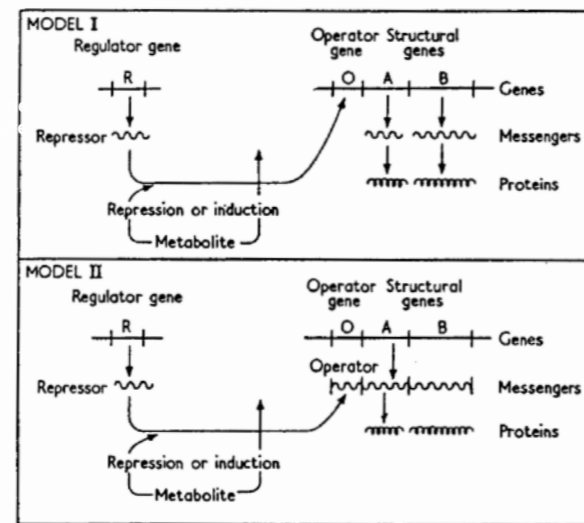 MODEL I
Regulator gene
Operator Structural
gene genes
R
O A B
Genes
Repressor
Messengers
Proteins
Repression or induction
Metabolite
MODEL II
Regulator gene
Operator Structural
gene genes
R
O A B
Genes
Operator
Repressor
Messengers
Proteins
Repression or induction
Metabolite